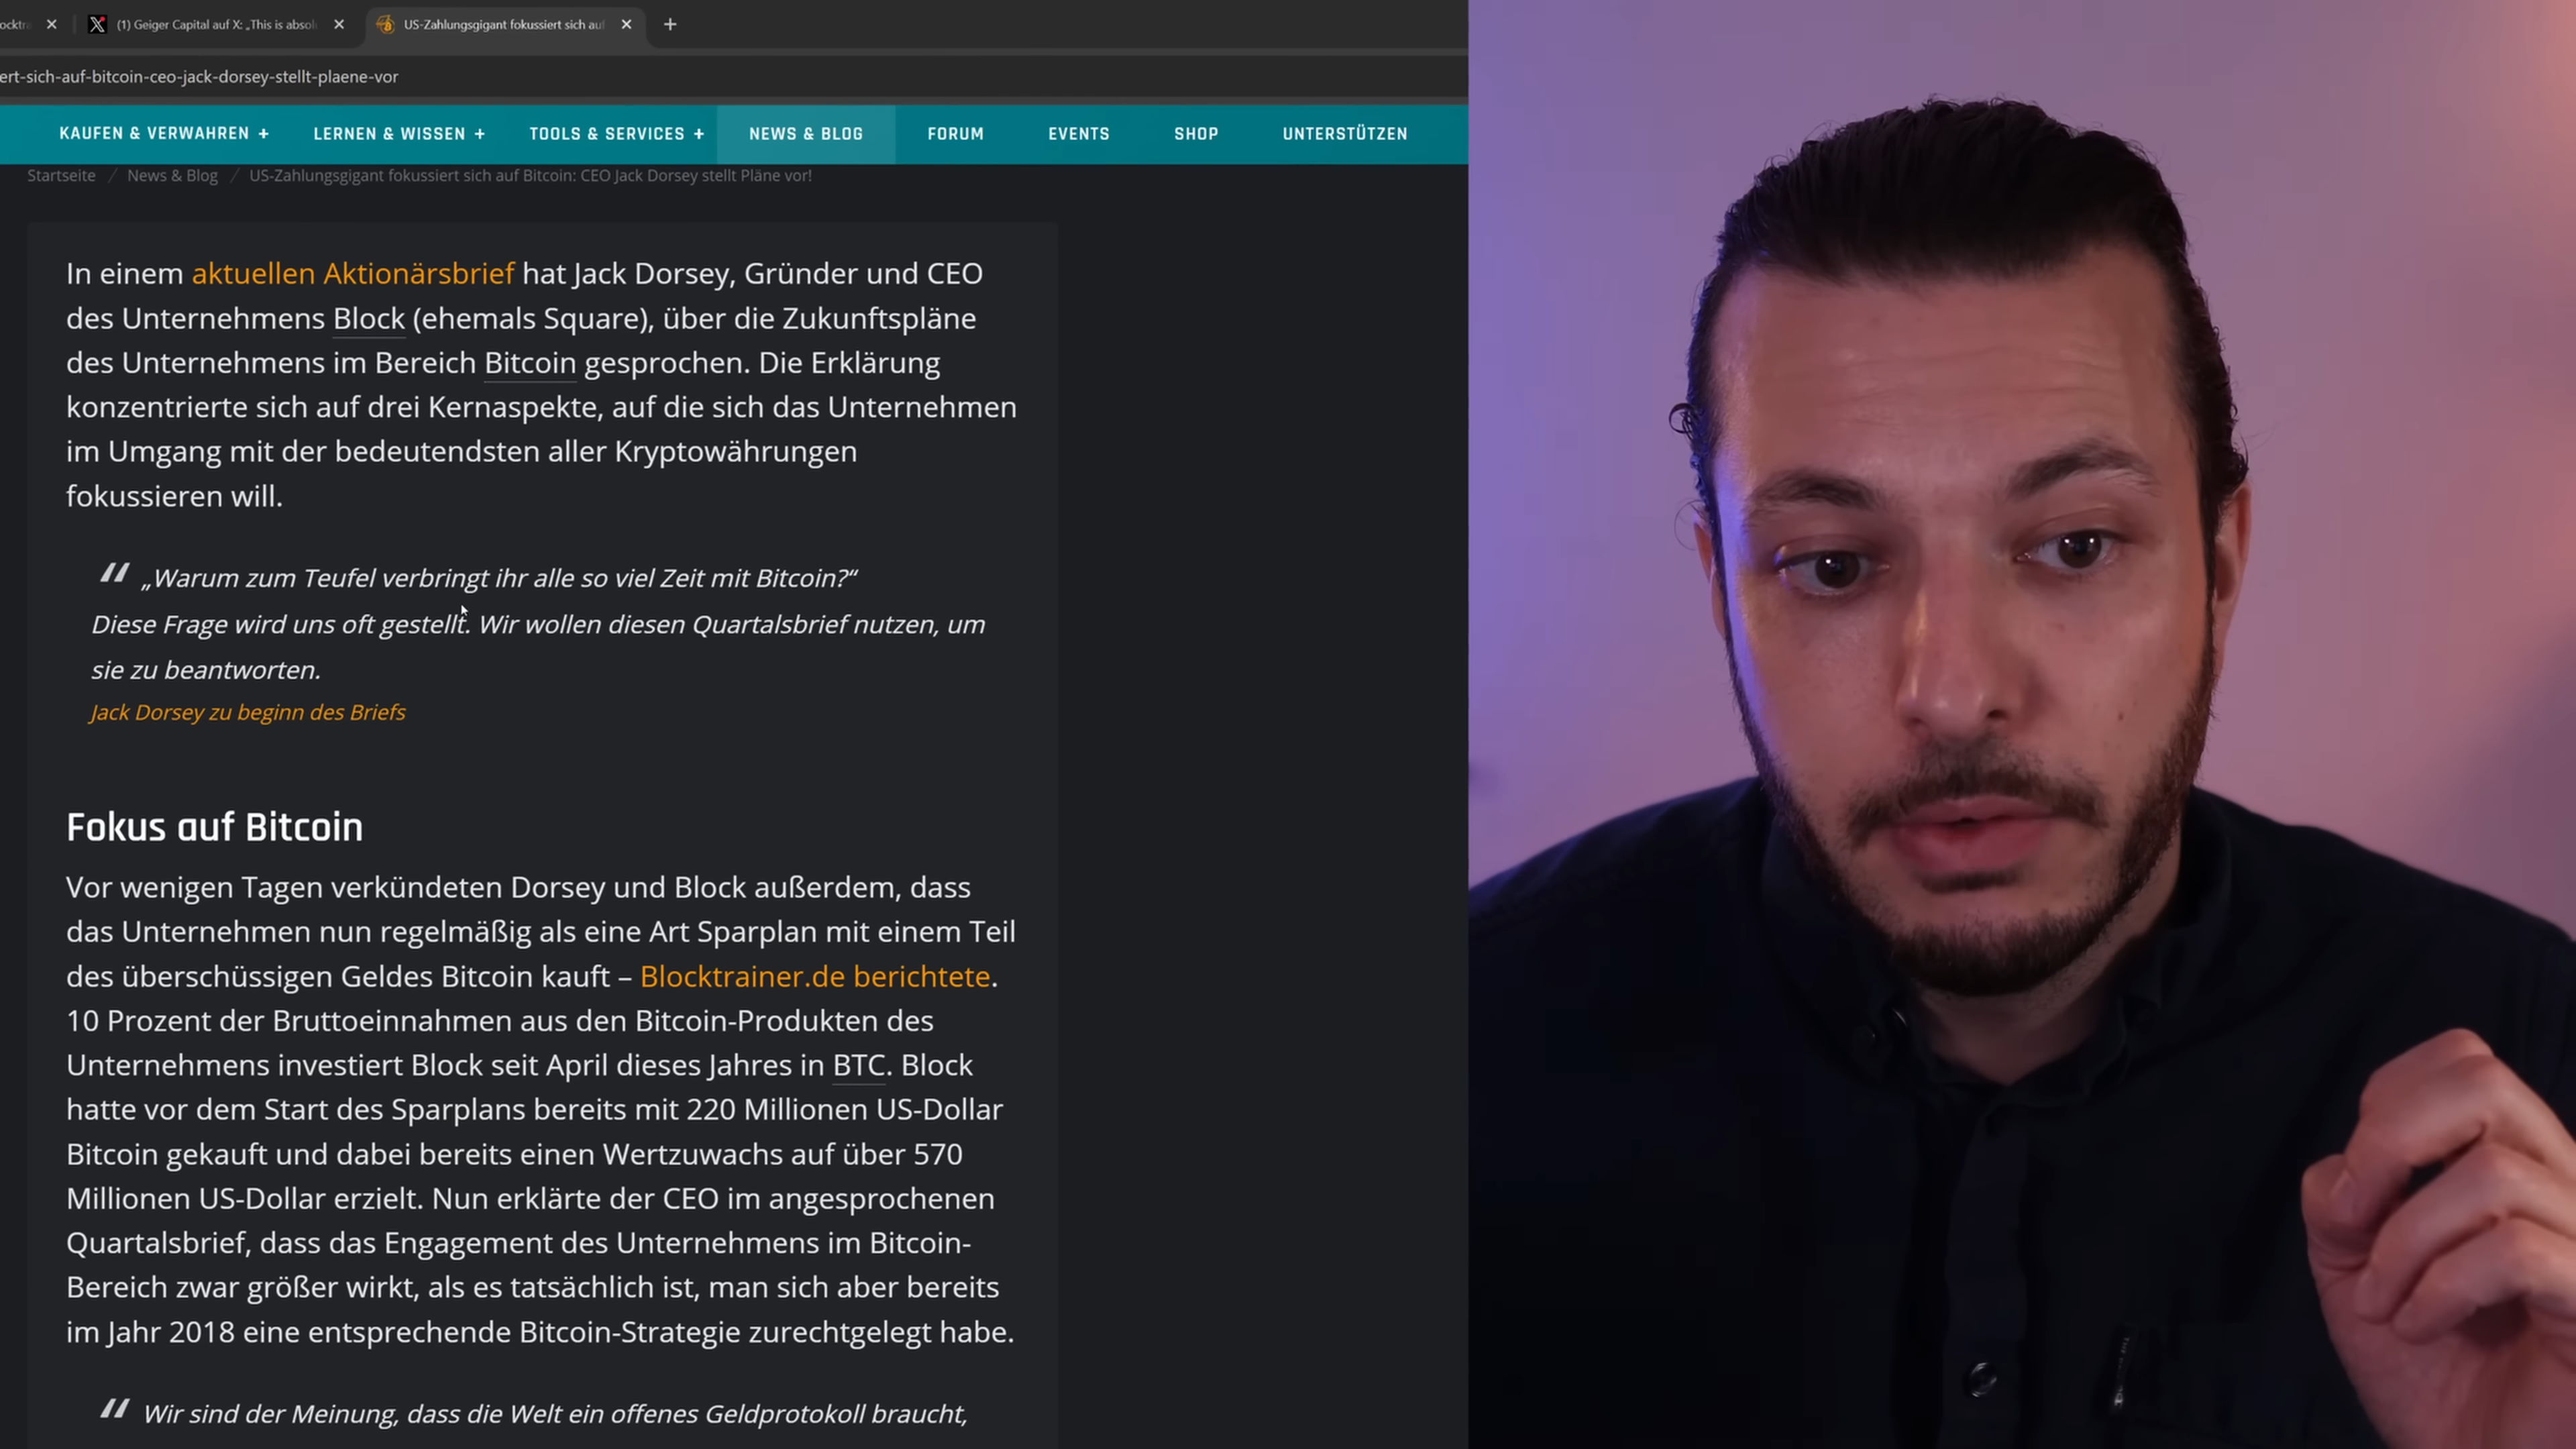 ocktra
(1) Geiger Capital auf X: „This is absol
US-Zahlungsgigant fokussiert sich auf
ert-sich-auf-bitcoin-ceo-jack-dorsey-stellt-plaene-vor
KAUFEN & VERWAHREN + LERNEN & WISSEN + TOOLS & SERVICES + NEWS & BLOG FORUM EVENTS SHOP UNTERSTÜTZEN
Startseite / News & Blog / US-Zahlungsgigant fokussiert sich auf Bitcoin: CEO Jack Dorsey stellt Pläne vor!
In einem aktuellen Aktionärsbrief hat Jack Dorsey, Gründer und CEO
des Unternehmens Block (ehemals Square), über die Zukunftspläne
des Unternehmens im Bereich Bitcoin gesprochen. Die Erklärung
konzentrierte sich auf drei Kernaspekte, auf die sich das Unternehmen
im Umgang mit der bedeutendsten aller Kryptowährungen
fokussieren will.
“ „Warum zum Teufel verbringt ihr alle so viel Zeit mit Bitcoin?“
Diese Frage wird uns oft gestellt. Wir wollen diesen Quartalsbrief nutzen, um
sie zu beantworten.
Jack Dorsey zu beginn des Briefs
Fokus auf Bitcoin
Vor wenigen Tagen verkündeten Dorsey und Block außerdem, dass
das Unternehmen nun regelmäßig als eine Art Sparplan mit einem Teil
des überschüssigen Geldes Bitcoin kauft – Blocktrainer.de berichtete.
10 Prozent der Bruttoeinnahmen aus den Bitcoin-Produkten des
Unternehmens investiert Block seit April dieses Jahres in BTC. Block
hatte vor dem Start des Sparplans bereits mit 220 Millionen US-Dollar
Bitcoin gekauft und dabei bereits einen Wertzuwachs auf über 570
Millionen US-Dollar erzielt. Nun erklärte der CEO im angesprochenen
Quartalsbrief, dass das Engagement des Unternehmens im Bitcoin-
Bereich zwar größer wirkt, als es tatsächlich ist, man sich aber bereits
im Jahr 2018 eine entsprechende Bitcoin-Strategie zurechtgelegt habe.
“ Wir sind der Meinung, dass die Welt ein offenes Geldprotokoll braucht,